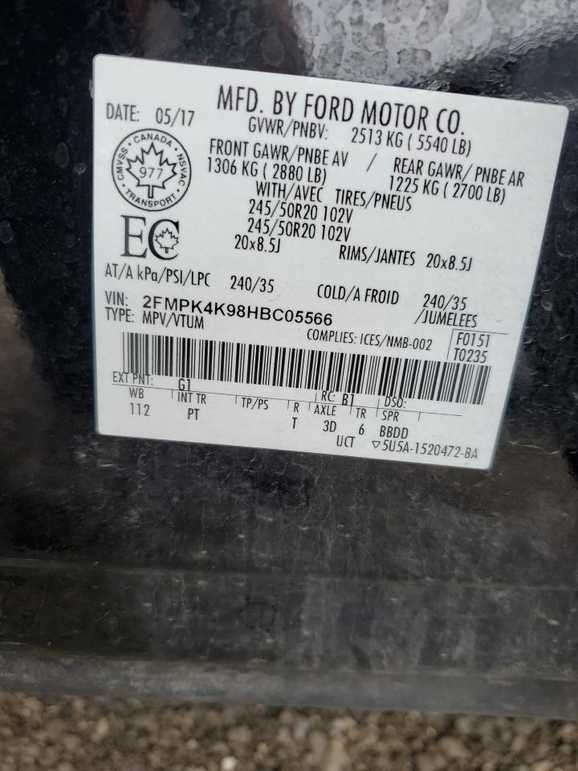 MFD. BY FORD MOTOR CO.
DATE: 05/17
GVWR/PNBV: 2513 KG ( 5540 LB)
CMVSS · CANADA · NSVAC · TRANSPORT ·
977
FRONT GAWR/ PNBE AV / REAR GAWR/ PNBE AR
1306 KG ( 2880 LB) 1225 KG ( 2700 LB)
WITH/AVEC TIRES/PNEUS
245/50R20 102V
245/50R20 102V
EC
20x8.5J RIMS/JANTES 20x8.5J
AT/A kPa/PSI/LPC 240/35 COLD/A FROID 240/35
VIN: 2FMPK4K98HBC05566 /JUMELEES
TYPE: MPV/VTUM
COMPLIES: ICES/NMB-002 F0151
T0235
EXT PNT: G1 RC: B1 DSO:
WB INT TR TP/PS R AXLE TR SPR
112 PT T 3D 6 BBDD
UCT ▽5U5A-1520472-BA